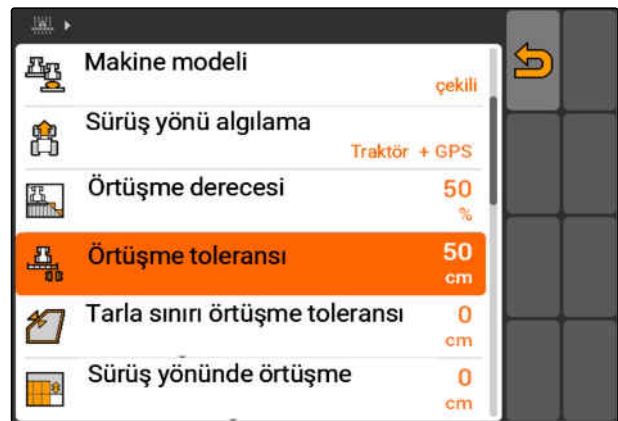 Makine modeli
çekili
Sürüş yönü algılama
Traktör + GPS
Örtüşme derecesi
50
%
Örtüşme toleransı
50
cm
Tarla sınırı örtüşme toleransı
0
cm
Sürüş yönünde örtüşme
0
cm